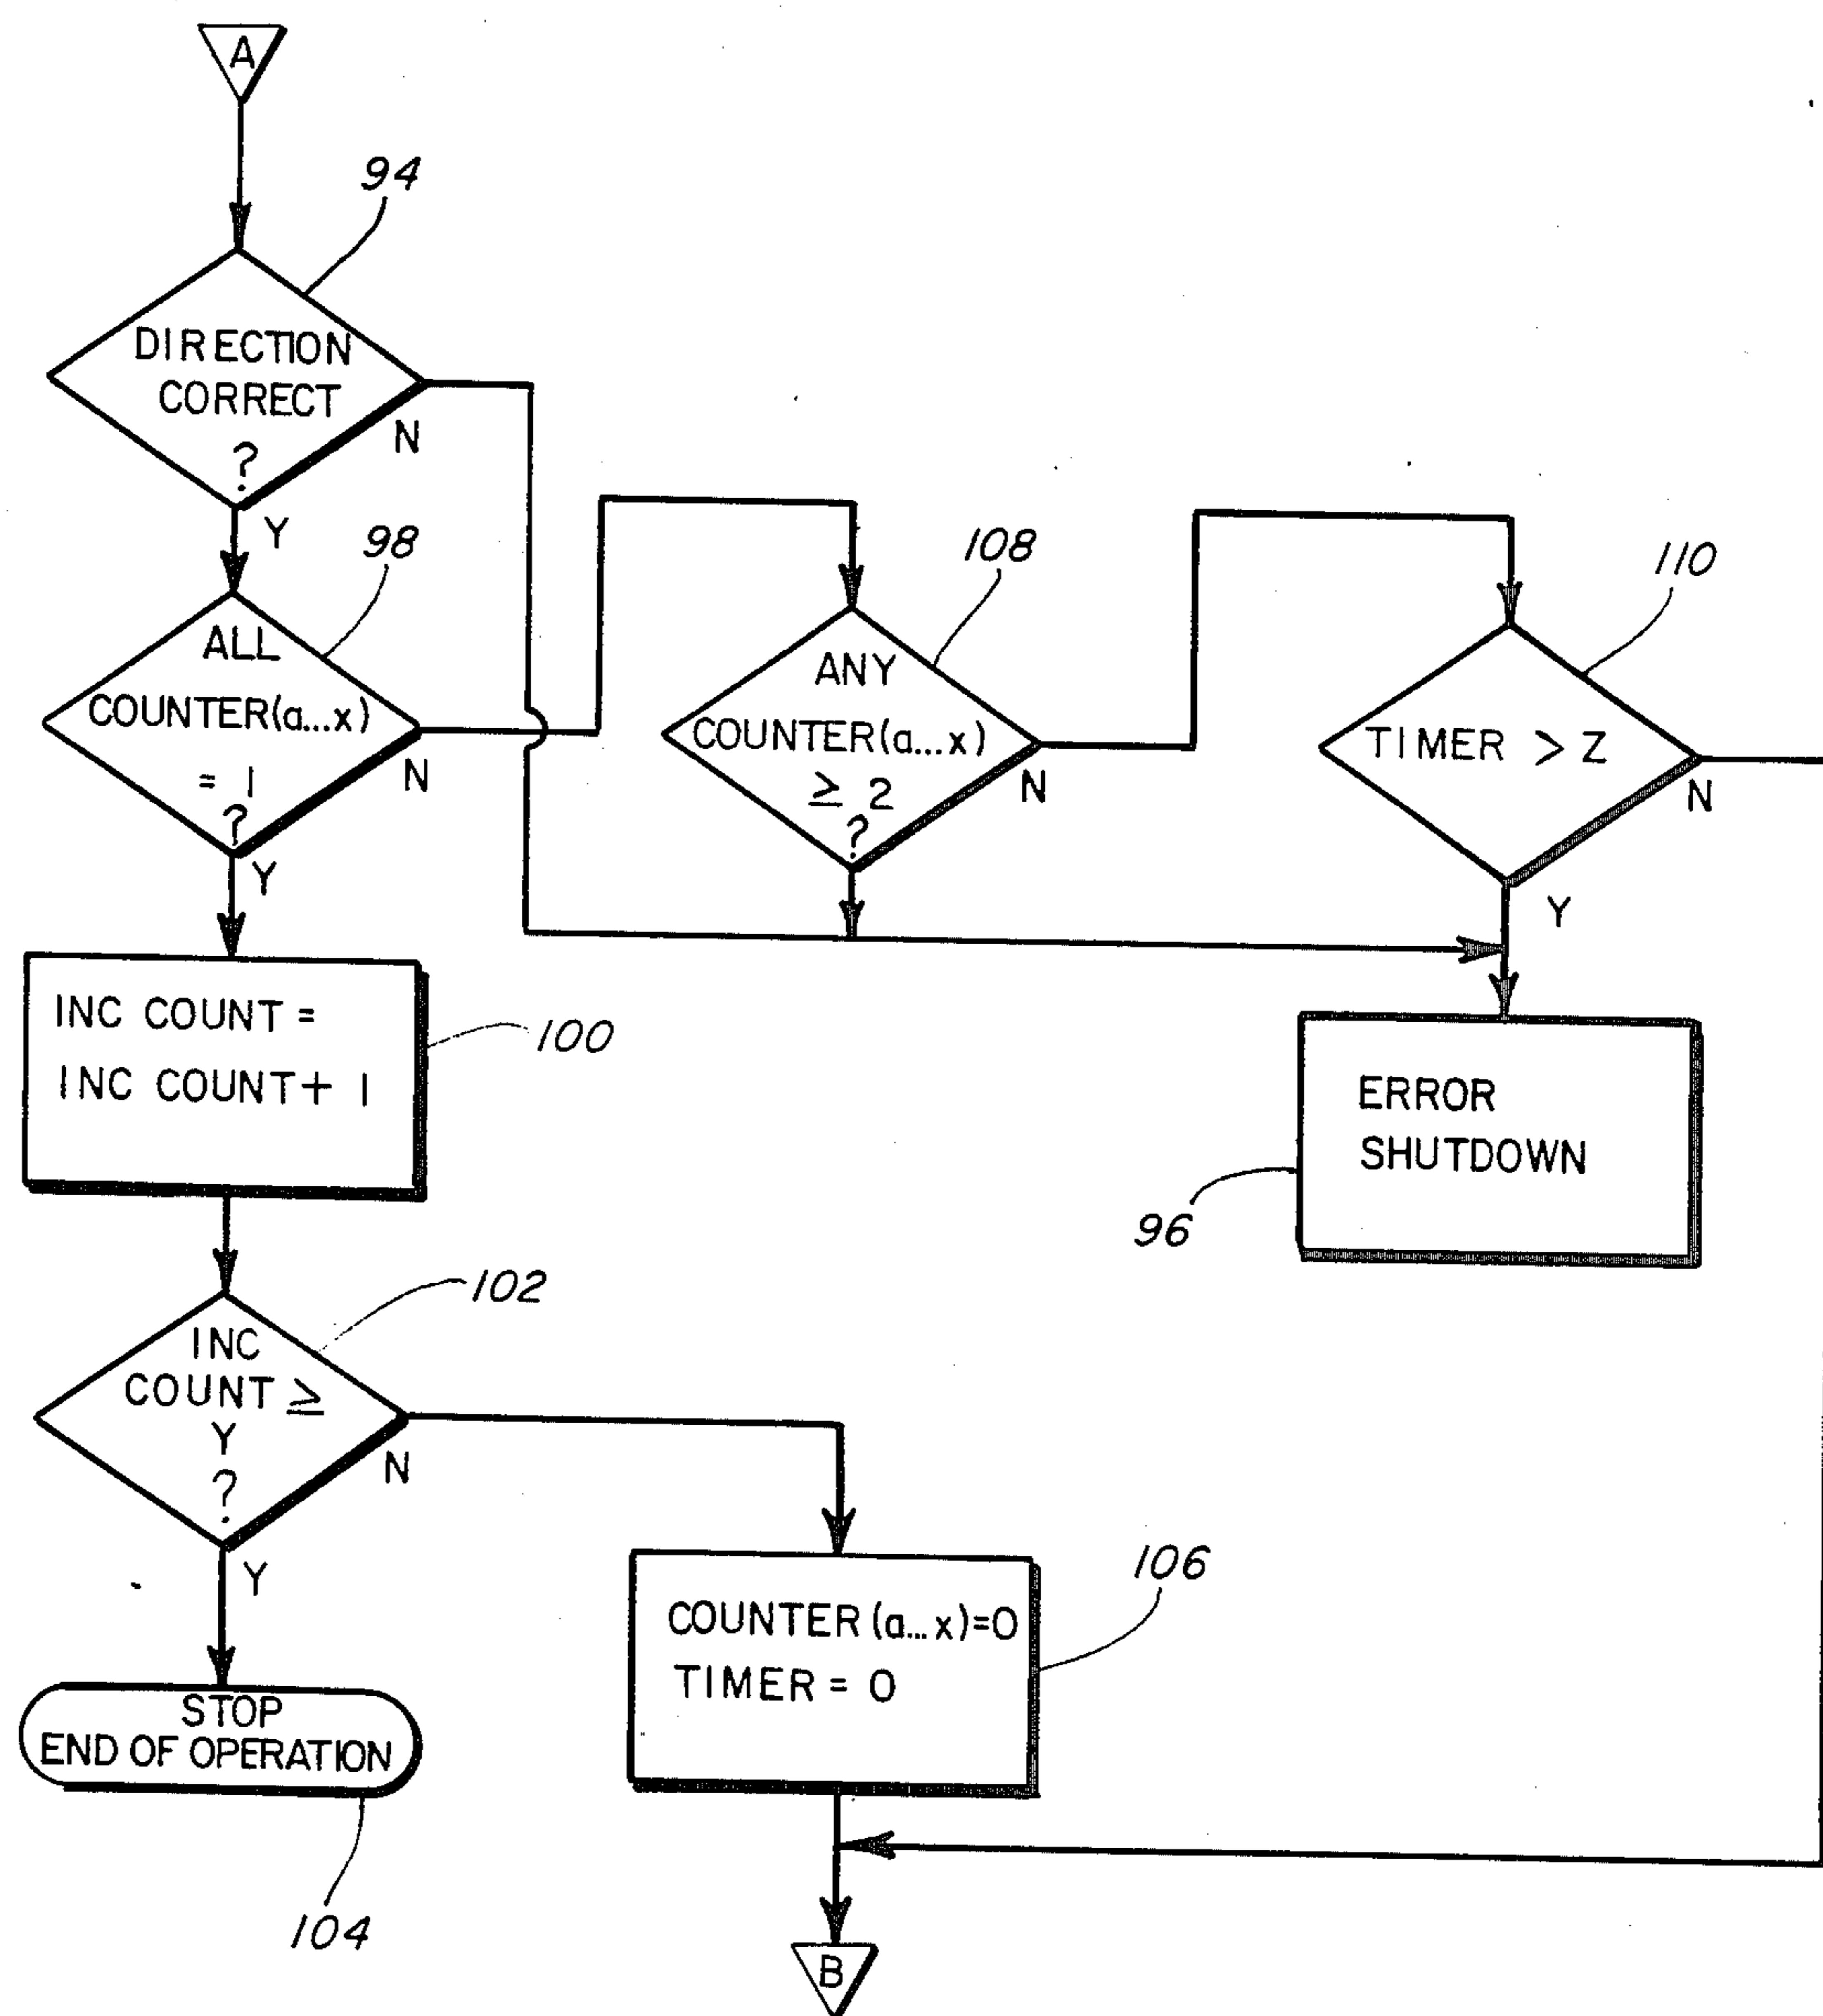 A
94
DIRECTION
CORRECT
?
N
Y
98
ALL
COUNTER(a...x)
= 1
?
N
Y
108
ANY
COUNTER(a...x)
≥ 2
?
N
110
TIMER > Z
N
Y
INC COUNT =
INC COUNT + 1
100
ERROR
SHUTDOWN
96
102
INC
COUNT ≥
Y
?
N
Y
STOP
END OF OPERATION
104
106
COUNTER (a...x)=0
TIMER = 0
B